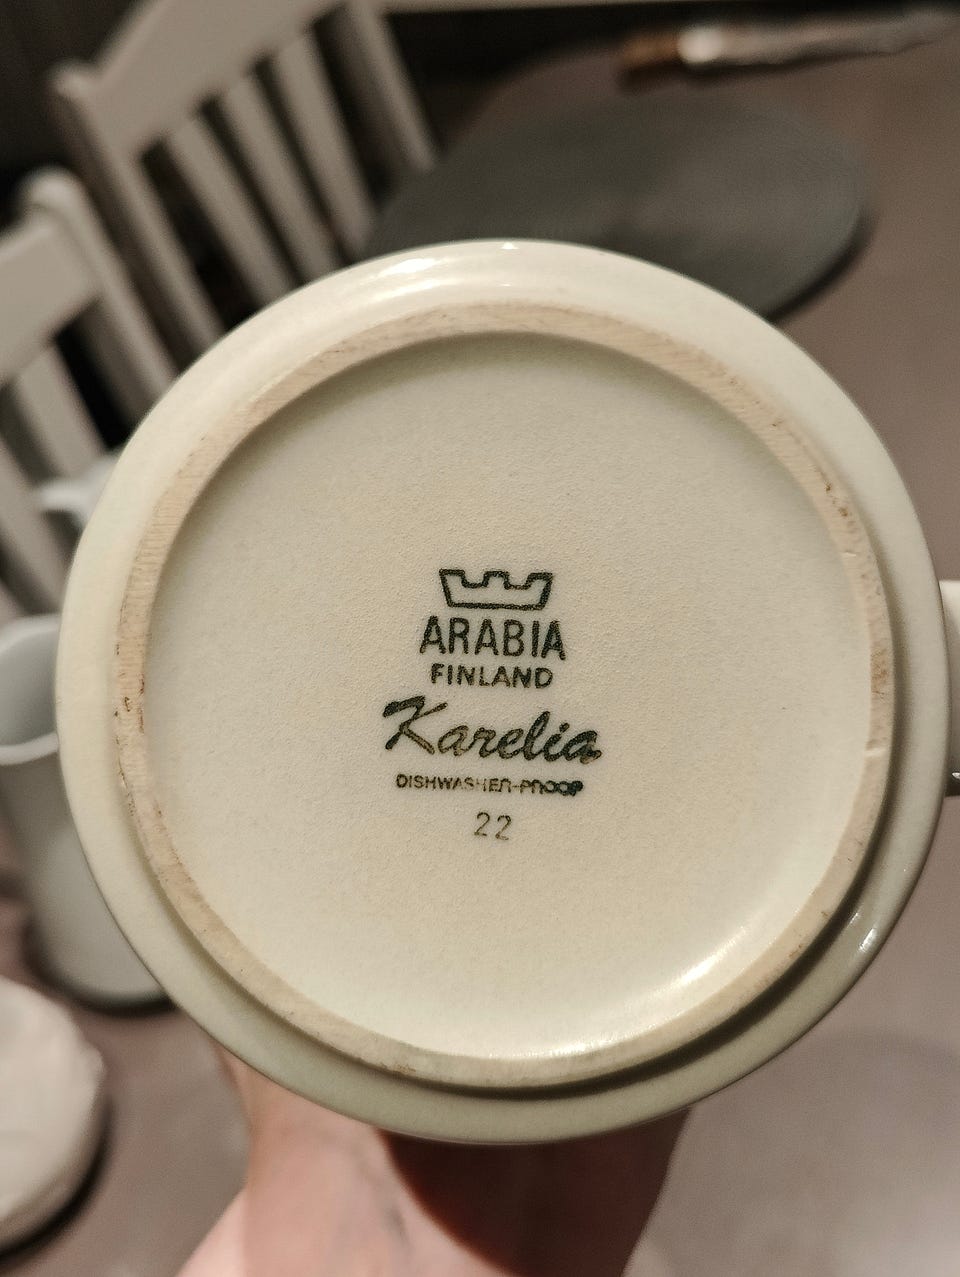 ARABIA
FINLAND
Karelia
DISHWASHER-PROOF
22